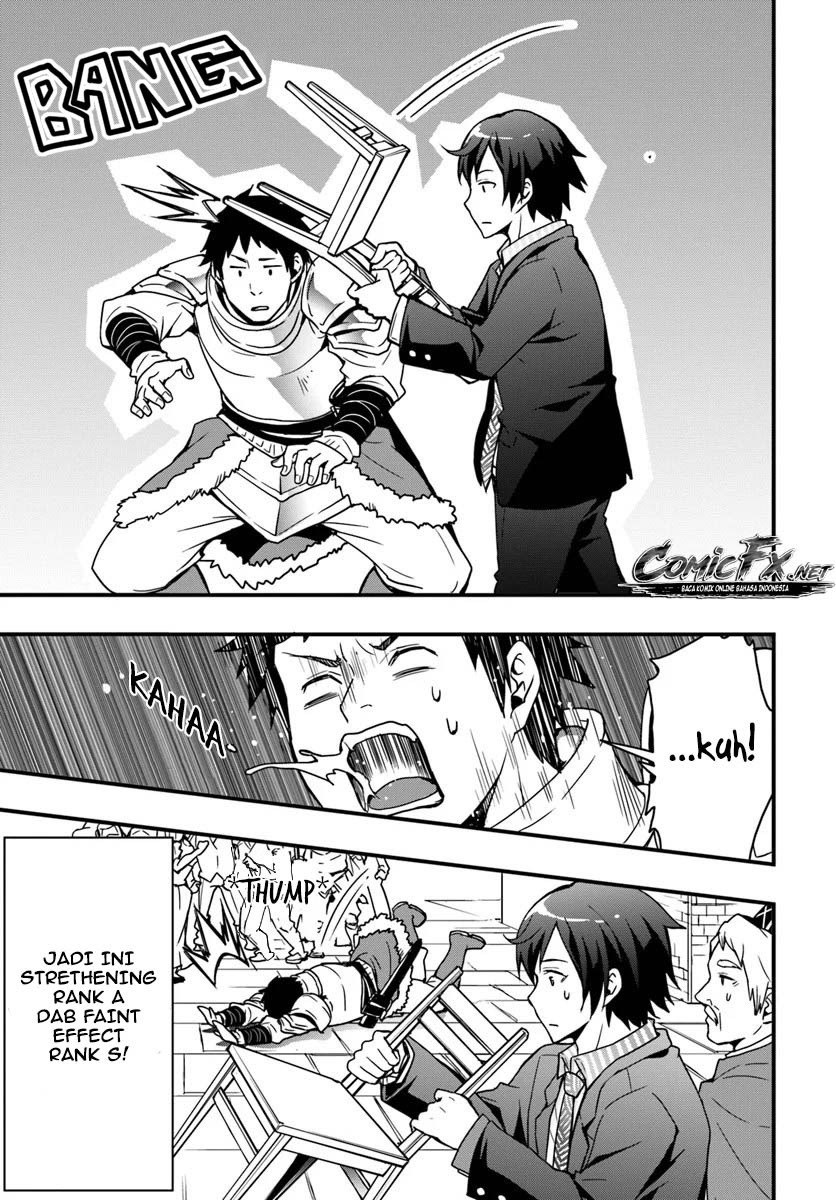 BANG
COMICFX.NET
BACA KOMIK ONLINE BAHASA INDONESIA
...kuh!
KAHAA
*THUMP*
JADI INI
STRETHENING
RANK A
DAB FAINT
EFFECT
RANK S!